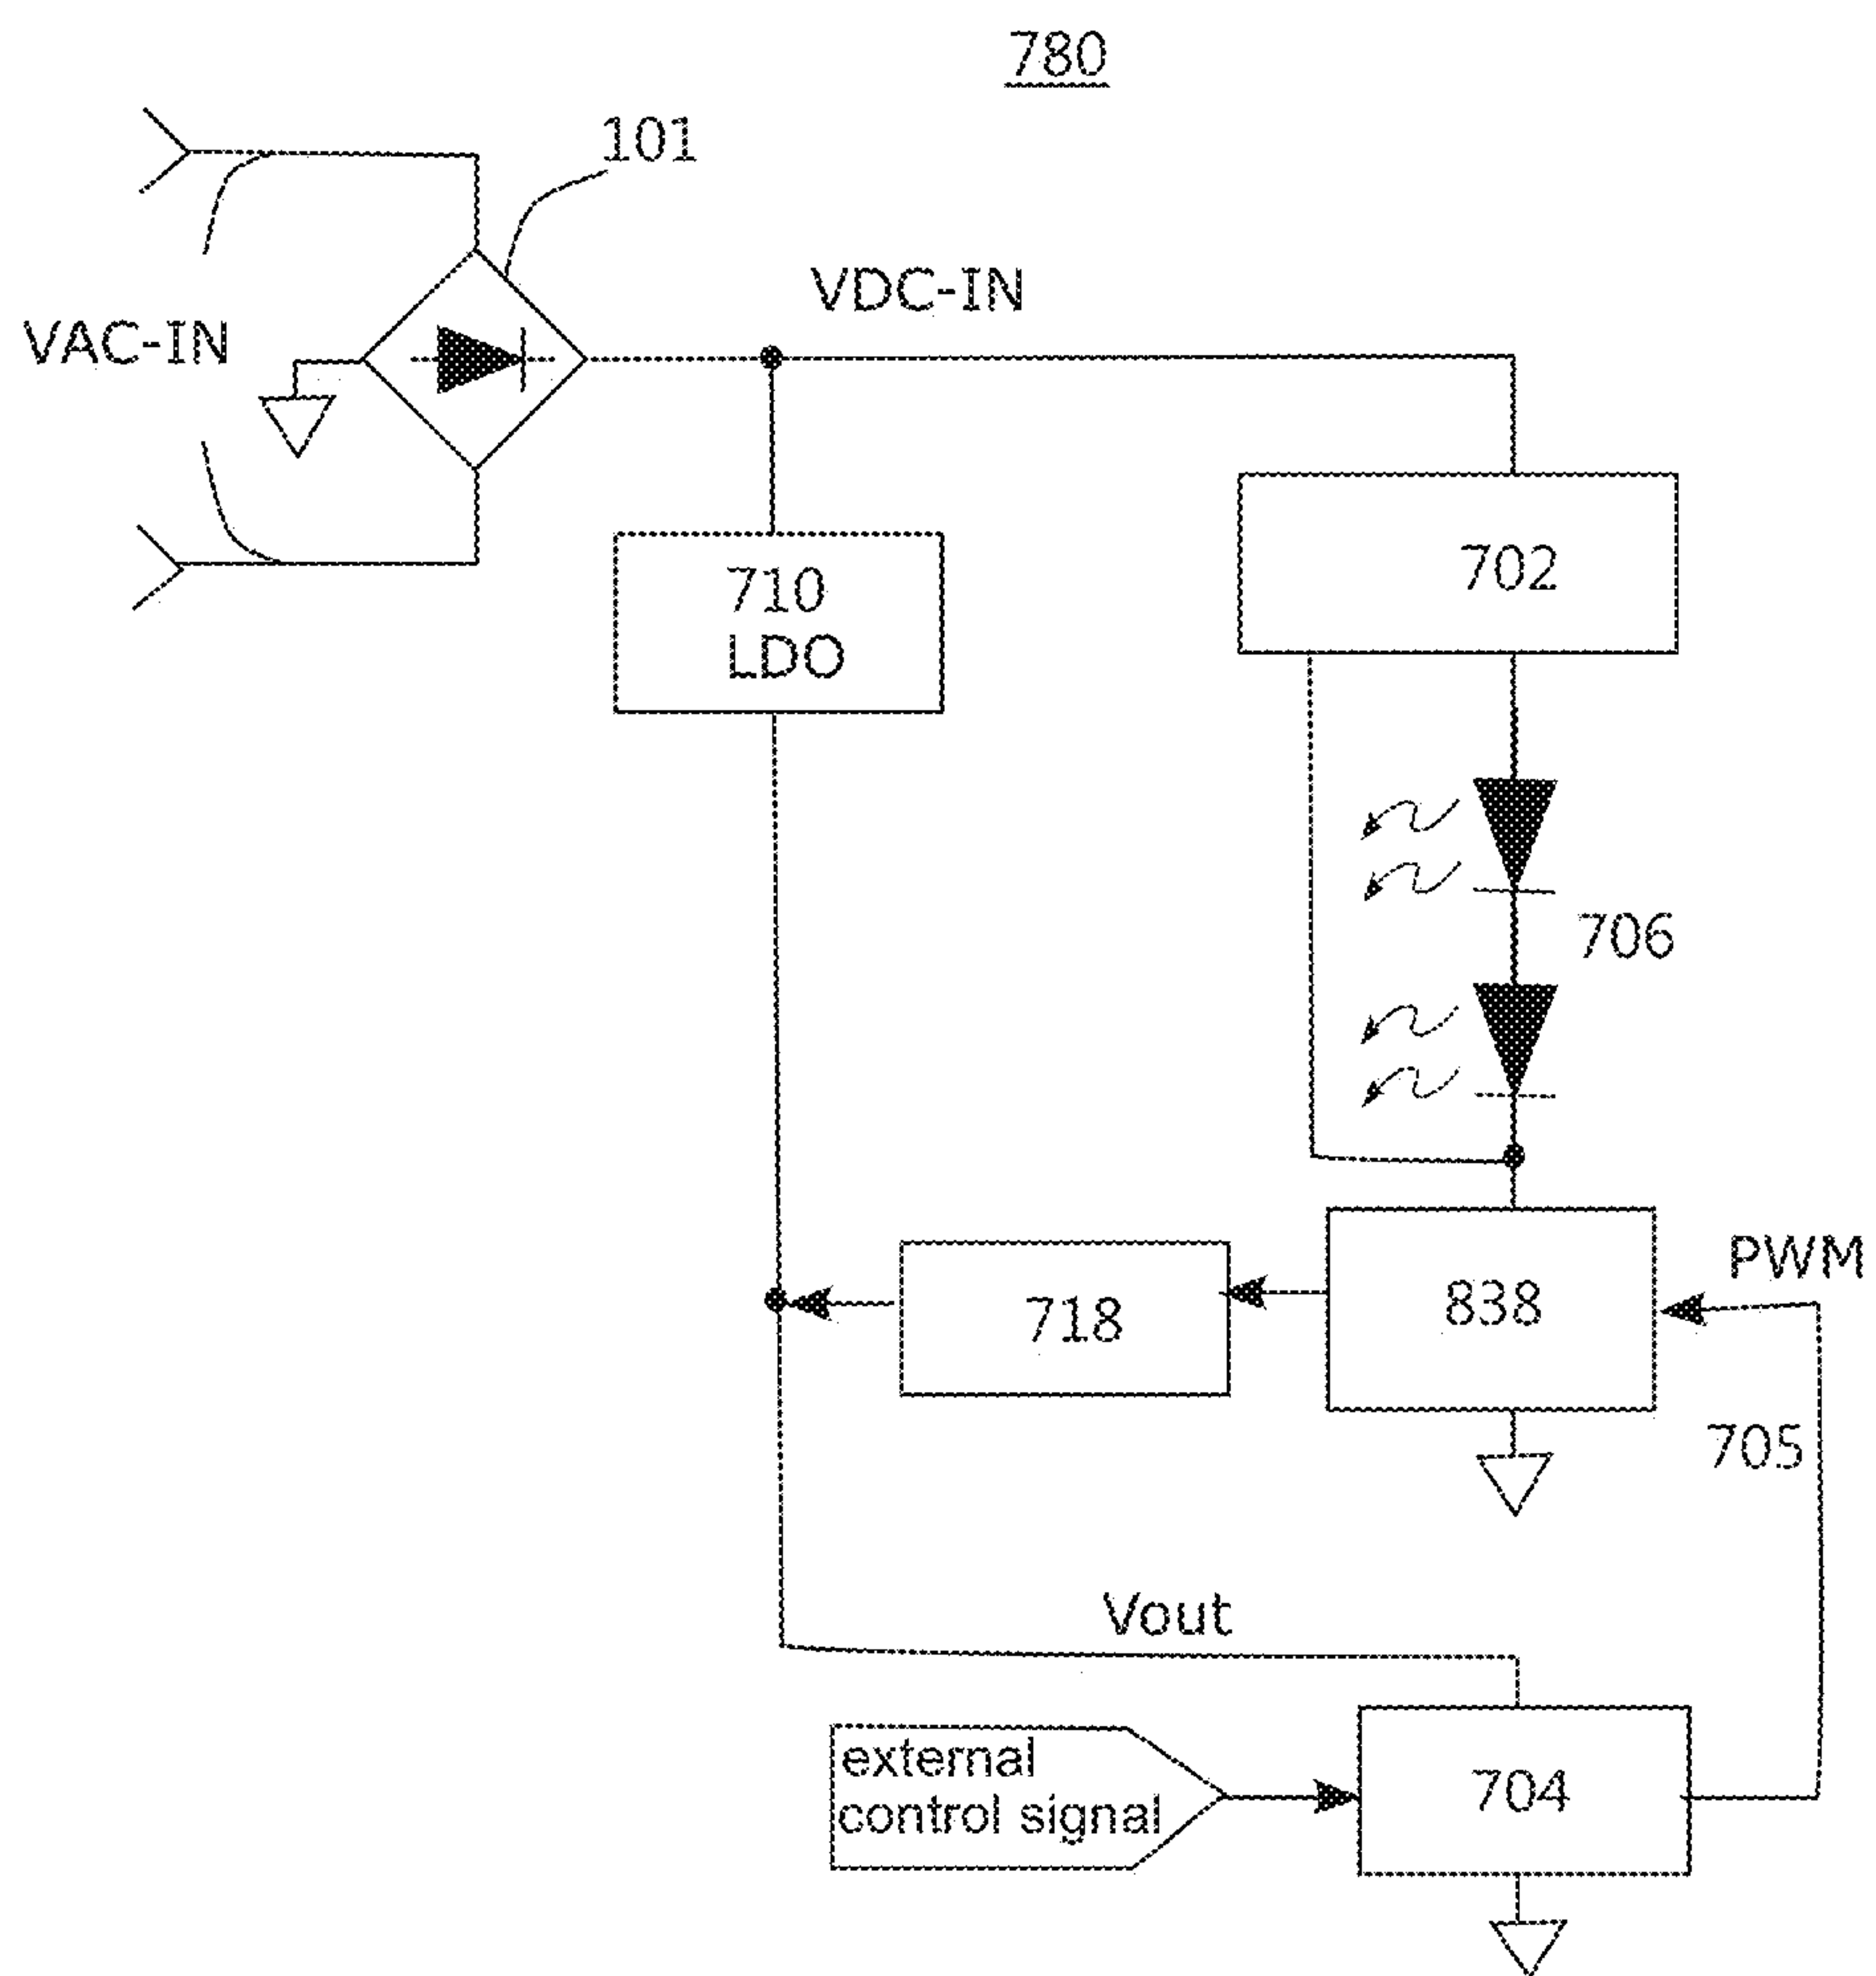 780
101
VDC-IN
VAC-IN
702
710
LDO
706
PWM
838
718
705
Vout
external
control signal
704